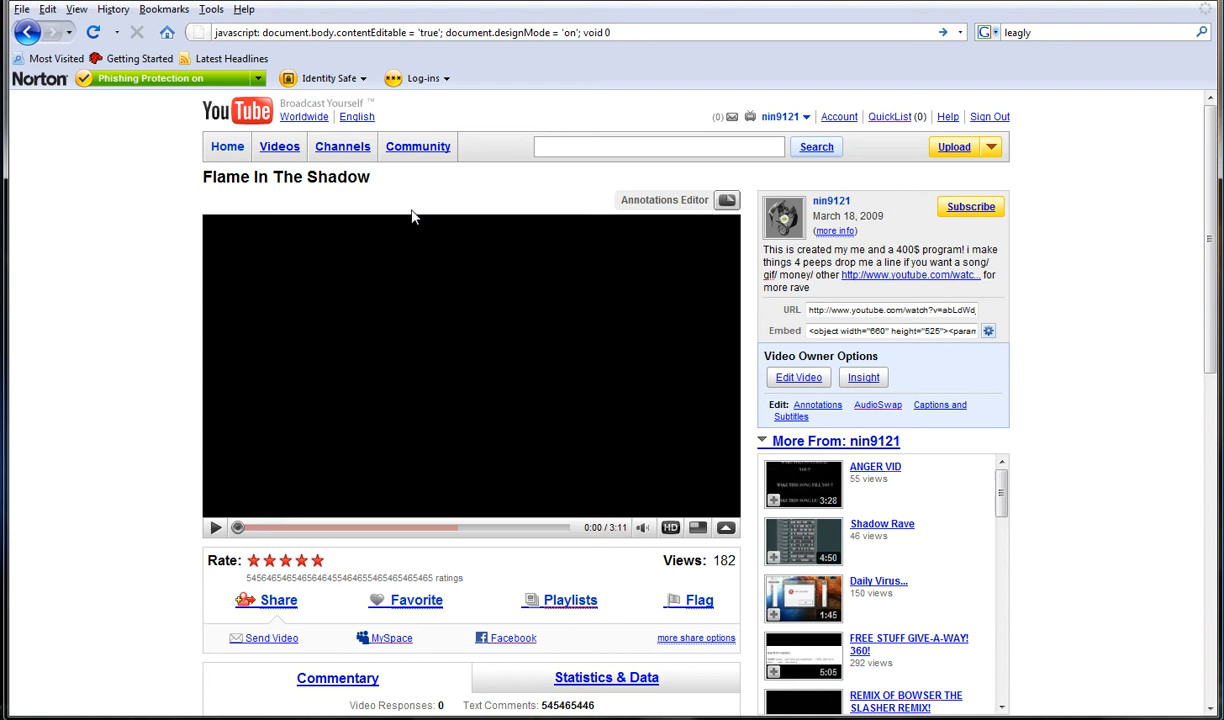 File Edit View History Bookmarks Tools Help
javascript: document.body.contentEditable = 'true'; document.designMode = 'on'; void 0
leagly
Most Visited Getting Started Latest Headlines
Norton Phishing Protection on Identity Safe Log-ins
YouTube Broadcast Yourself ™
Worldwide English
(0) nin9121 Account QuickList (0) Help Sign Out
Home Videos Channels Community Search Upload
Flame In The Shadow
Annotations Editor
nin9121
March 18, 2009
(more info)
Subscribe
This is created my me and a 400$ program! i make
things 4 peeps drop me a line if you want a song/
gif/ money/ other http://www.youtube.com/watc... for
more rave
URL http://www.youtube.com/watch?v=abLdWd
Embed <object width="660" height="525"><param
Video Owner Options
Edit Video Insight
Edit: Annotations AudioSwap Captions and
Subtitles
More From: nin9121
ANGER VID
55 views
3:28
Shadow Rave
46 views
4:50
Daily Virus...
150 views
1:45
FREE STUFF GIVE-A-WAY!
360!
292 views
5:05
REMIX OF BOWSER THE
SLASHER REMIX!
0:00 / 3:11 HD
Rate: Views: 182
5456465465465646455464655465465465465 ratings
Share Favorite Playlists Flag
Send Video MySpace Facebook more share options
Commentary Statistics & Data
Video Responses: 0 Text Comments: 545465446